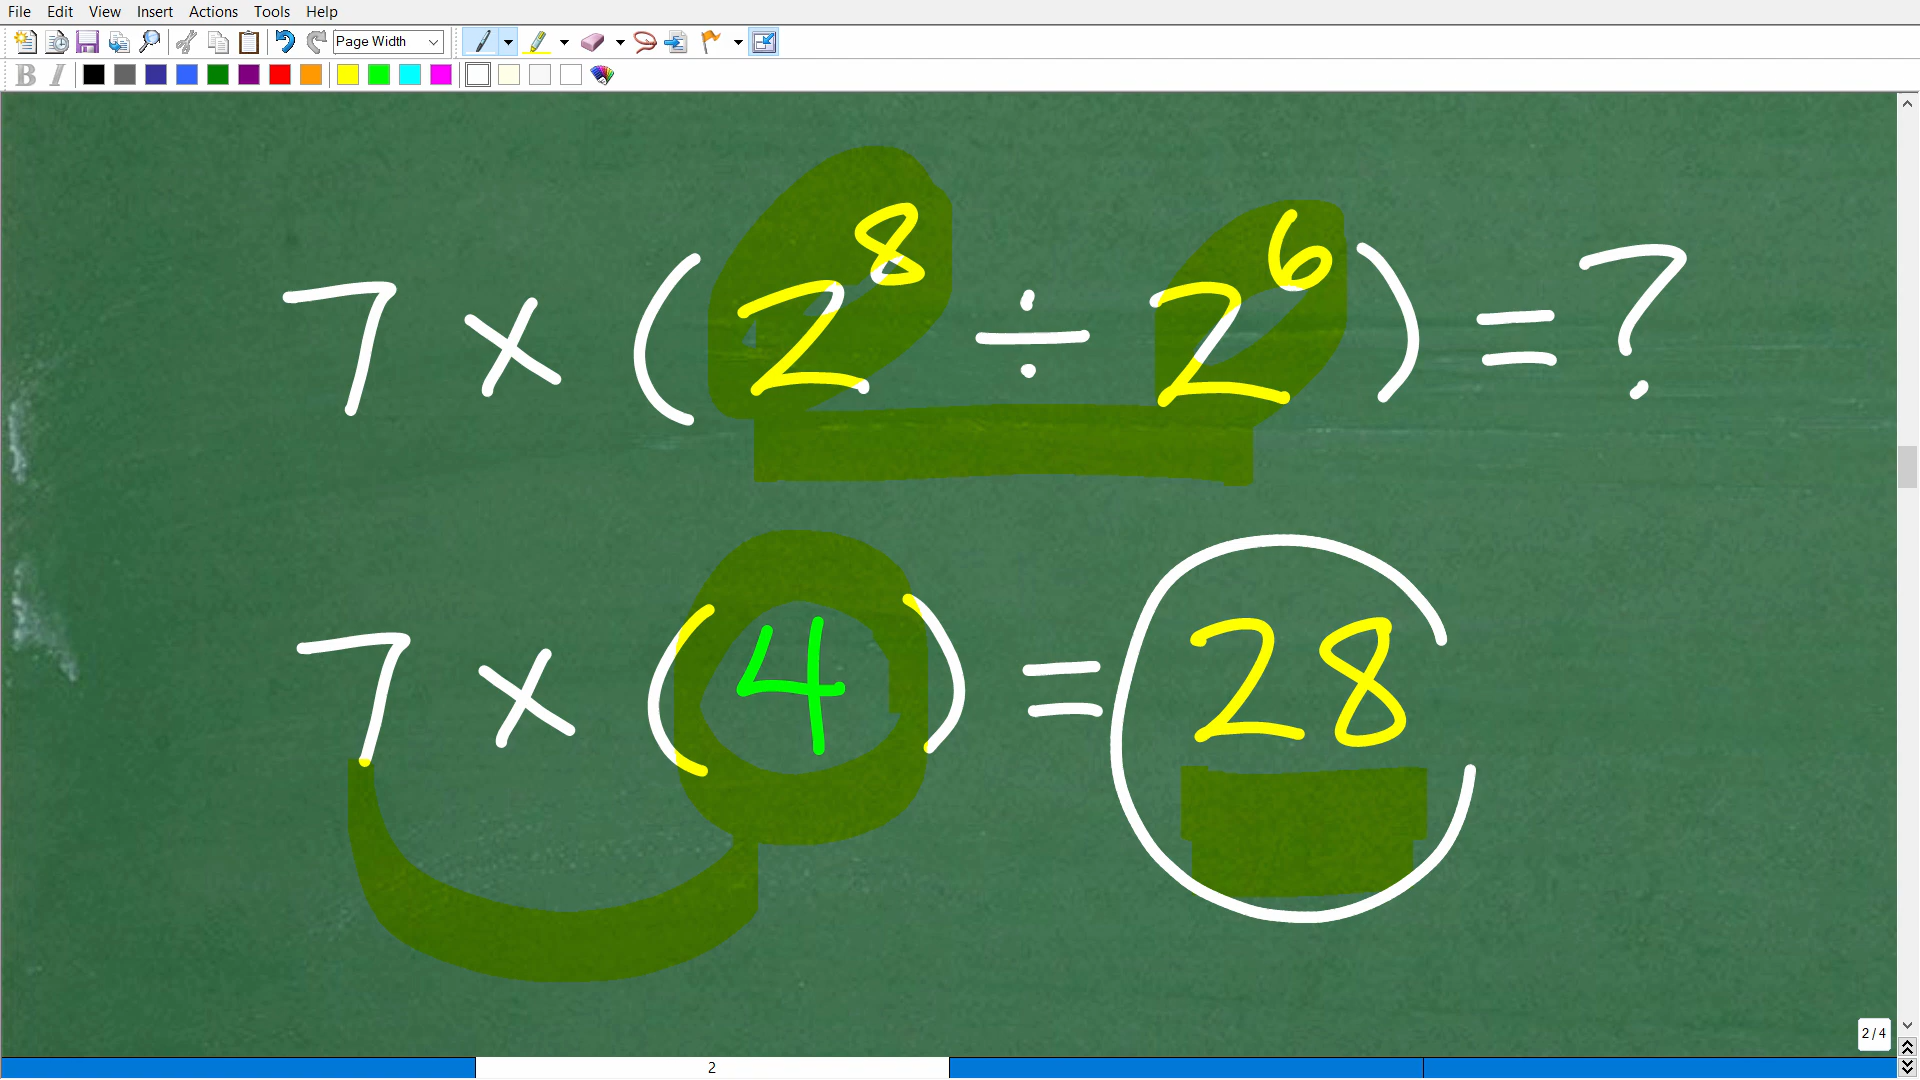 File Edit View Insert Actions Tools Help
Page Width
B I
7 × (2⁸ ÷ 2⁶) = ?
7 × (4) = 28
2 / 4
2